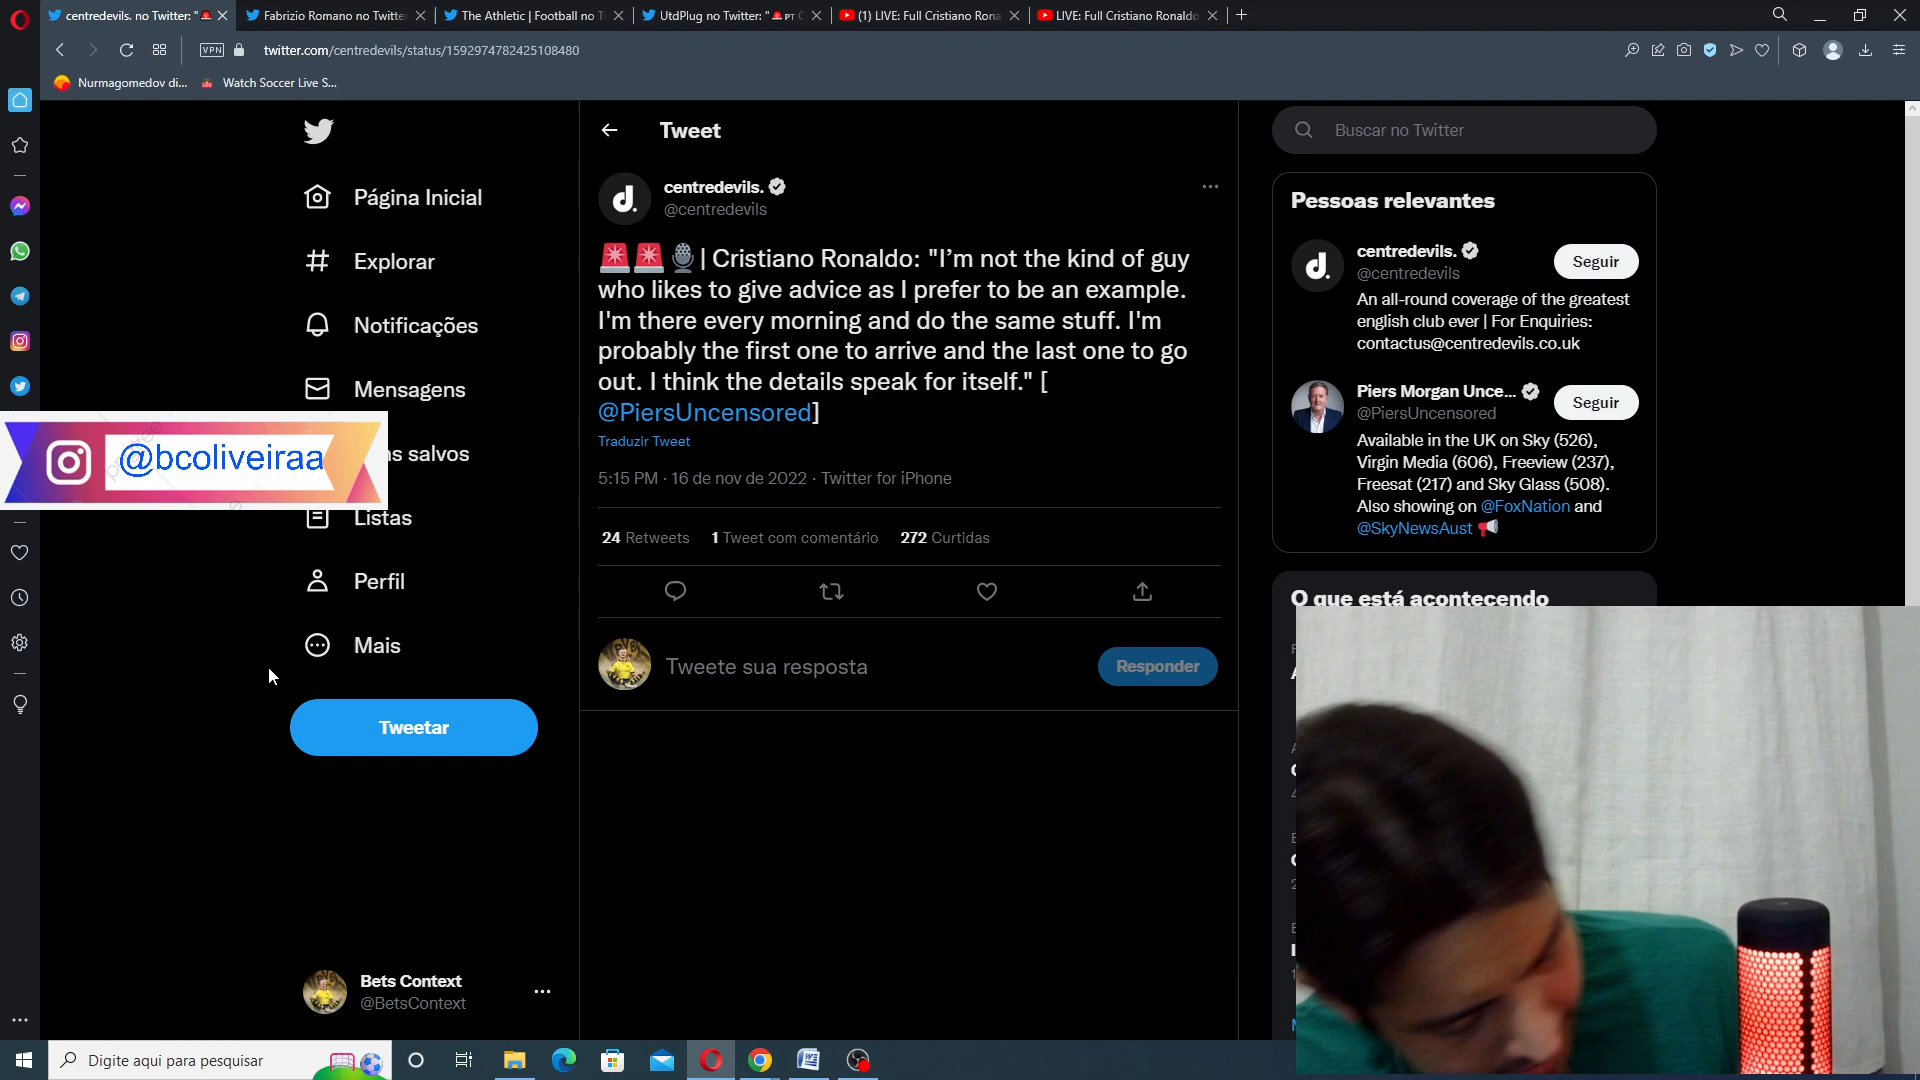 centredevils. no Twitter: "
Fabrizio Romano no Twitte
The Athletic | Football no T
UtdPlug no Twitter: "
PT
(1) LIVE: Full Cristiano Rona
LIVE: Full Cristiano Ronaldo
VPN
twitter.com/centredevils/status/1592974782425108480
Nurmagomedov di...
Watch Soccer Live S...
Tweet
Buscar no Twitter
Página Inicial
Explorar
Notificações
Mensagens
ns salvos
Listas
Perfil
Mais
Tweetar
@bcoliveiraa
centredevils.
@centredevils
| Cristiano Ronaldo: "I'm not the kind of guy
who likes to give advice as I prefer to be an example.
I'm there every morning and do the same stuff. I'm
probably the first one to arrive and the last one to go
out. I think the details speak for itself." [
@PiersUncensored]
Traduzir Tweet
5:15 PM · 16 de nov de 2022 · Twitter for iPhone
24 Retweets 1 Tweet com comentário 272 Curtidas
Tweete sua resposta
Responder
Pessoas relevantes
centredevils.
@centredevils
Seguir
An all-round coverage of the greatest
english club ever | For Enquiries:
contactus@centredevils.co.uk
Piers Morgan Unce...
@PiersUncensored
Seguir
Available in the UK on Sky (526),
Virgin Media (606), Freeview (237),
Freesat (217) and Sky Glass (508).
Also showing on @FoxNation and
@SkyNewsAust
O que está acontecendo
Bets Context
@BetsContext
Digite aqui para pesquisar